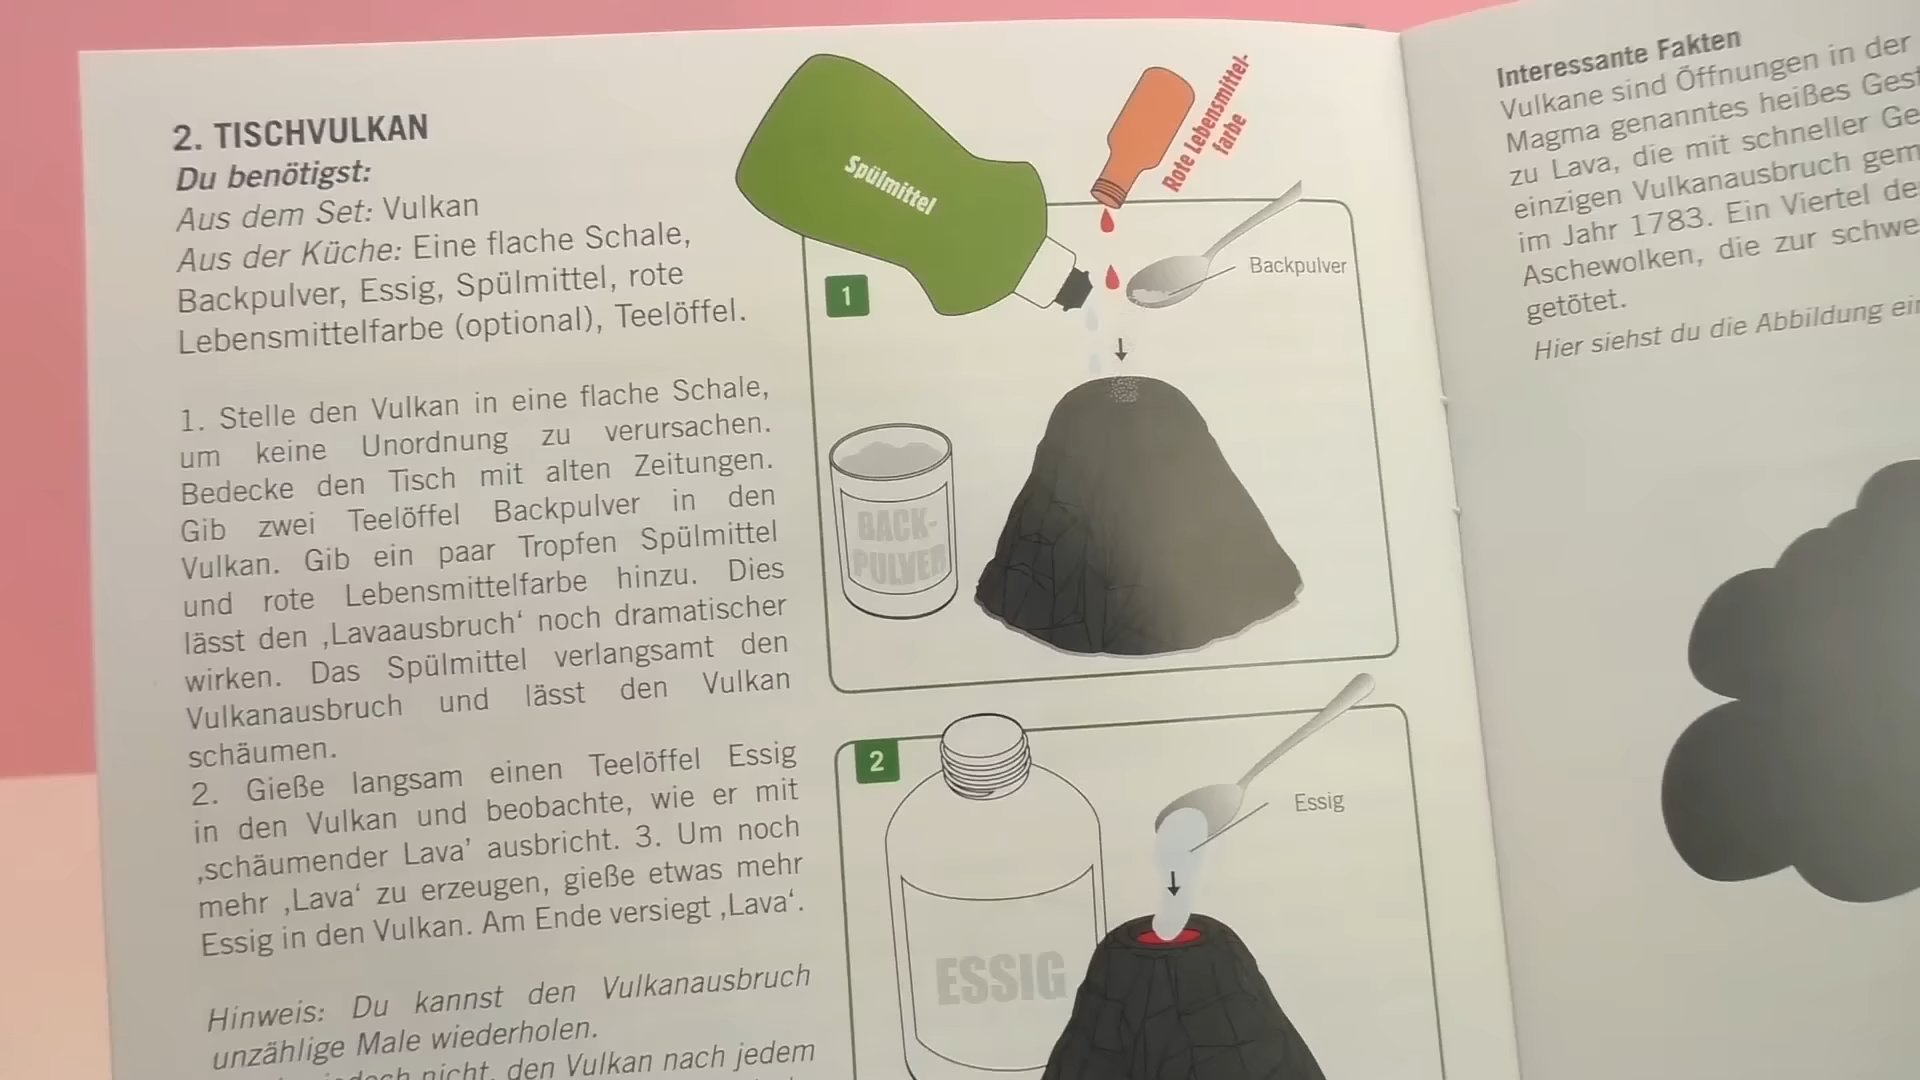 2. TISCHVULKAN
Du benötigst:
Aus dem Set: Vulkan
Aus der Küche: Eine flache Schale,
Backpulver, Essig, Spülmittel, rote
Lebensmittelfarbe (optional), Teelöffel.
1. Stelle den Vulkan in eine flache Schale,
um keine Unordnung zu verursachen.
Bedecke den Tisch mit alten Zeitungen.
Gib zwei Teelöffel Backpulver in den
Vulkan. Gib ein paar Tropfen Spülmittel
und rote Lebensmittelfarbe hinzu. Dies
lässt den ‚Lavaausbruch‘ noch dramatischer
wirken. Das Spülmittel verlangsamt den
Vulkanausbruch und lässt den Vulkan
schäumen.
2. Gieße langsam einen Teelöffel Essig
in den Vulkan und beobachte, wie er mit
‚schäumender Lava’ ausbricht. 3. Um noch
mehr ‚Lava‘ zu erzeugen, gieße etwas mehr
Essig in den Vulkan. Am Ende versiegt ‚Lava‘.
Hinweis: Du kannst den Vulkanausbruch
unzählige Male wiederholen.
nicht, den Vulkan nach jedem
Spülmittel
Rote Lebensmittel-
farbe
1
Backpulver
BACK-
PULVER
2
Essig
ESSIG
Interessante Fakten
Vulkane sind Öffnungen in der
Magma genanntes heißes
zu Lava, die mit schneller
einzigen Vulkanausbruch
im Jahr 1783. Ein Viertel
Aschewolken, die zur
getötet.
Hier siehst du die Abbildung